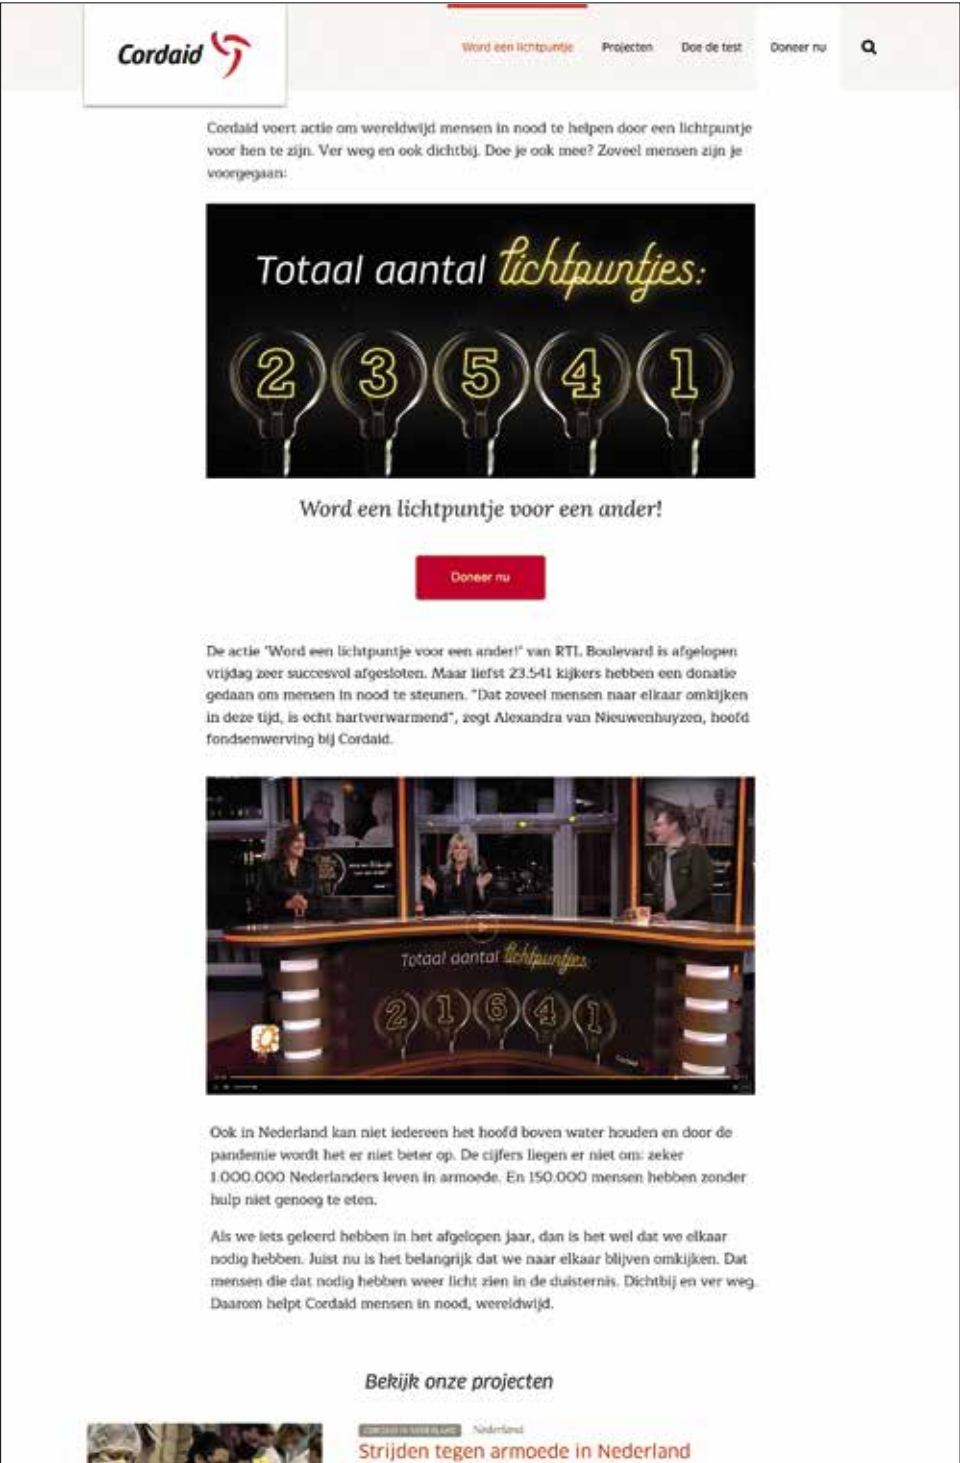 Cordaid
Word een lichtpuntje Projecten Doe de test Doneer nu
Cordaid voert actie om wereldwijd mensen in nood te helpen door een lichtpuntje
voor hen te zijn. Ver weg en ook dichtbij. Doe je ook mee? Zoveel mensen zijn je
voorgegaan:
Totaal aantal lichtpuntjes:
2 3 5 4 1
Word een lichtpuntje voor een ander!
Doneer nu
De actie "Word een lichtpuntje voor een ander!" van RTL Boulevard is afgelopen
vrijdag zeer succesvol afgesloten. Maar liefst 23.541 kijkers hebben een donatie
gedaan om mensen in nood te steunen. "Dat zoveel mensen naar elkaar omkijken
in deze tijd, is echt hartverwarmend", zegt Alexandra van Nieuwenhuyzen, hoofd
fondsenwerving bij Cordaid.
Totaal aantal lichtpuntjes:
2 1 6 4 1
Cordaid
Ook in Nederland kan niet iedereen het hoofd boven water houden en door de
pandemie wordt het er niet beter op. De cijfers liegen er niet om: zeker
1.000.000 Nederlanders leven in armoede. En 150.000 mensen hebben zonder
hulp niet genoeg te eten.
Als we iets geleerd hebben in het afgelopen jaar, dan is het wel dat we elkaar
nodig hebben. Juist nu is het belangrijk dat we naar elkaar blijven omkijken. Dat
mensen die dat nodig hebben weer licht zien in de duisternis. Dichtbij en ver weg.
Daarom helpt Cordaid mensen in nood, wereldwijd.
Bekijk onze projecten
CORDAID IN NEDERLAND Nederland
Strijden tegen armoede in Nederland